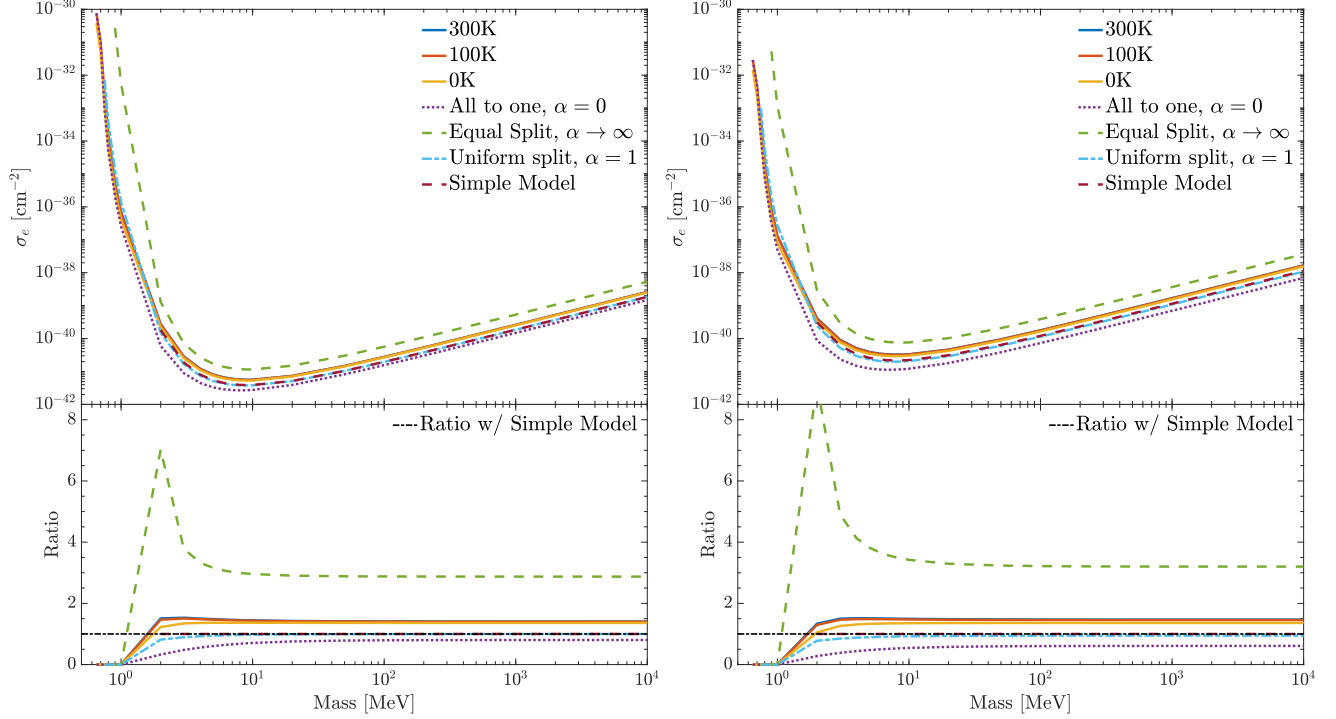 10^-30
10^-32
10^-34
10^-36
10^-38
10^-40
10^-42
σ_e [cm^-2]
300K
100K
0K
All to one, α = 0
Equal Split, α → ∞
Uniform split, α = 1
Simple Model
8
6
4
2
0
Ratio
Ratio w/ Simple Model
10^0
10^1
10^2
10^3
10^4
Mass [MeV]
10^-30
10^-32
10^-34
10^-36
10^-38
10^-40
10^-42
σ_e [cm^-2]
300K
100K
0K
All to one, α = 0
Equal Split, α → ∞
Uniform split, α = 1
Simple Model
8
6
4
2
0
Ratio
Ratio w/ Simple Model
10^0
10^1
10^2
10^3
10^4
Mass [MeV]